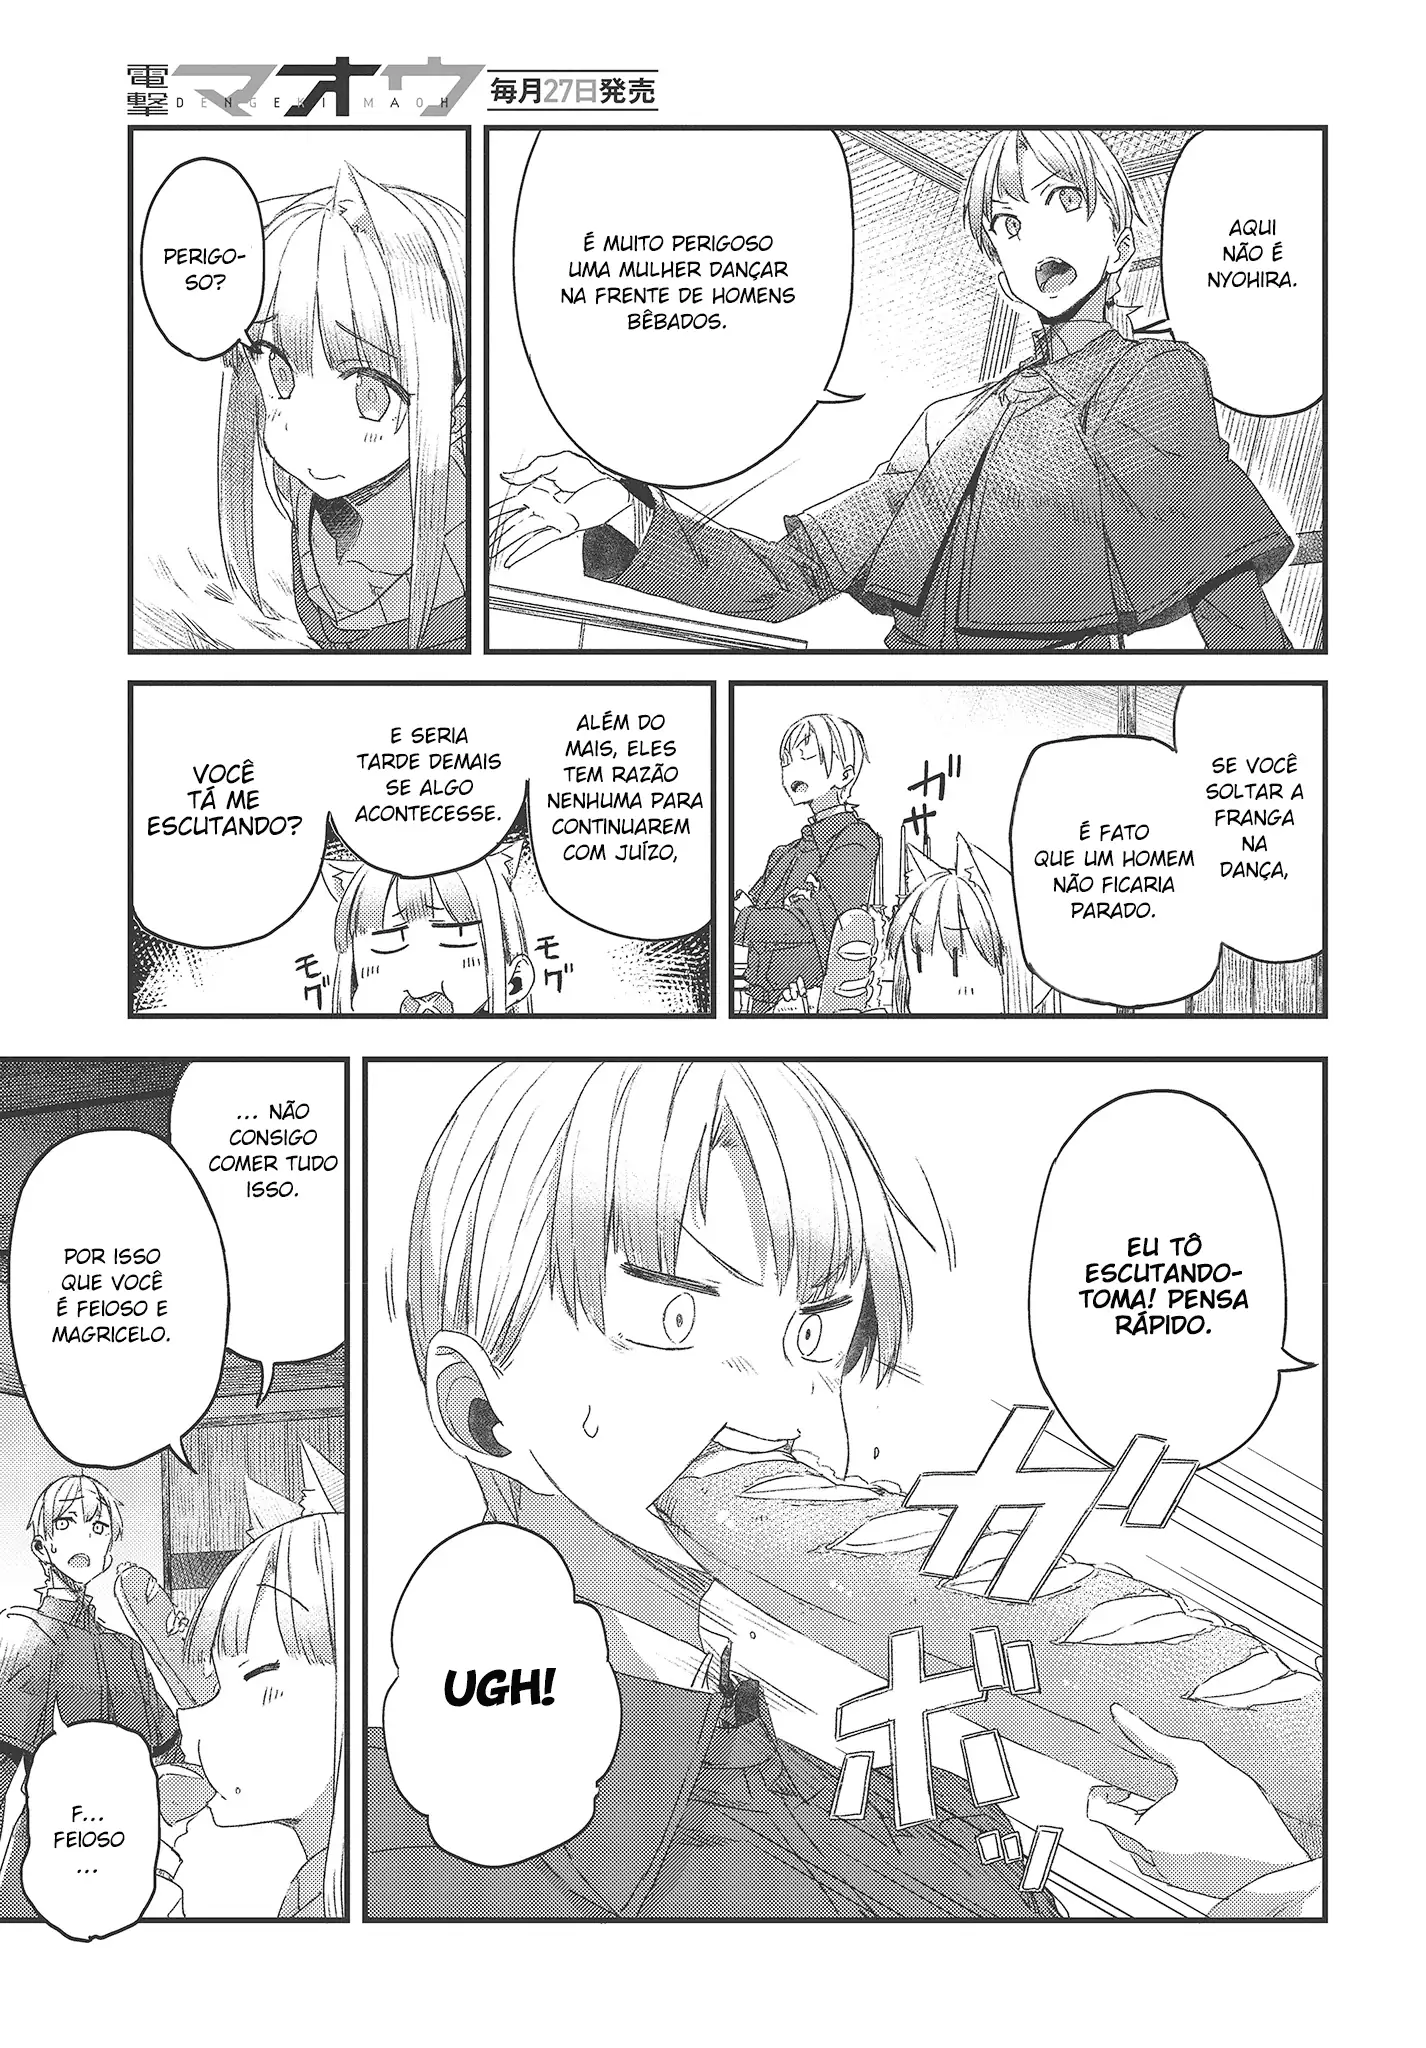 電撃マオウ
DENGEKI MAOH
毎月27日発売
AQUI
NÃO É
NYOHIRA.
É MUITO PERIGOSO
UMA MULHER DANÇAR
NA FRENTE DE HOMENS
BÊBADOS.
PERIGO-
SO?
SE VOCÊ
SOLTAR A
FRANGA
NA
DANÇA,
É FATO
QUE UM HOMEM
NÃO FICARIA
PARADO.
ガサ
ALÉM DO
MAIS, ELES
TEM RAZÃO
NENHUMA PARA
CONTINUAREM
COM JUÍZO,
E SERIA
TARDE DEMAIS
SE ALGO
ACONTECESSE.
VOCÊ
TÁ ME
ESCUTANDO?
モグ
モグ
EU TÔ
ESCUTANDO-
TOMA! PENSA
RÁPIDO.
ガボ
UGH!
... NÃO
CONSIGO
COMER TUDO
ISSO.
POR ISSO
QUE VOCÊ
É FEIOSO E
MAGRICELO.
F...
FEIOSO
...